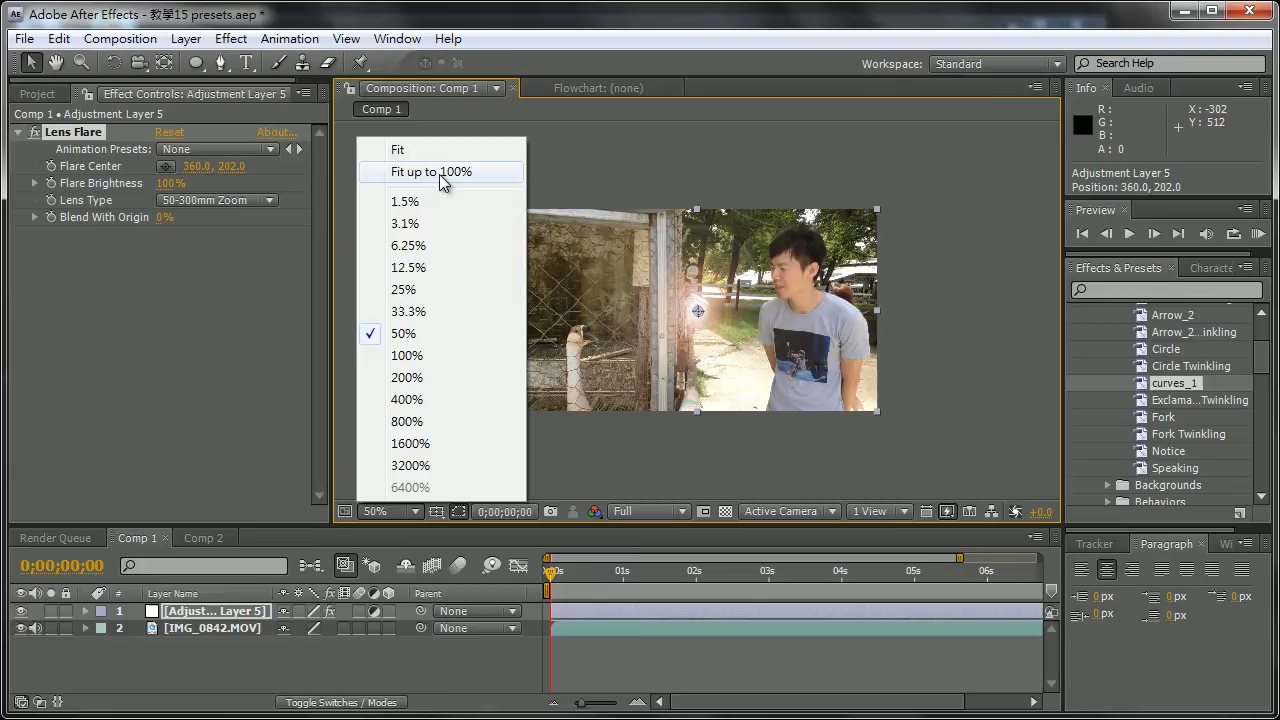 Adobe After Effects - 教學15 presets.aep *
File Edit Composition Layer Effect Animation View Window Help
Workspace: Standard Search Help
Project Effect Controls: Adjustment Layer 5
Comp 1 • Adjustment Layer 5
Lens Flare Reset About...
Animation Presets: None
Flare Center 360.0, 202.0
Flare Brightness 100%
Lens Type 50-300mm Zoom
Blend With Origin 0%
Composition: Comp 1 Flowchart: (none)
Comp 1
Fit
Fit up to 100%
1.5%
3.1%
6.25%
12.5%
25%
33.3%
50%
100%
200%
400%
800%
1600%
3200%
6400%
50% 0;00;00;00 Full Active Camera 1 View +0.0
Info Audio
R: X: -302
G: Y: 512
B:
A: 0
Adjustment Layer 5
Position: 360.0, 202.0
Preview
Effects & Presets Characte
Arrow_2
Arrow_2...inkling
Circle
Circle Twinkling
curves_1
Exclama...Twinkling
Fork
Fork Twinkling
Notice
Speaking
Backgrounds
Behaviors
Render Queue Comp 1 Comp 2
0;00;00;00
# Layer Name Parent
1 [Adjust... Layer 5] None
2 [IMG_0842.MOV] None
01s 02s 03s 04s 05s 06s
Toggle Switches / Modes
Tracker Paragraph Wi
0 px 0 px 0 px
0 px 0 px